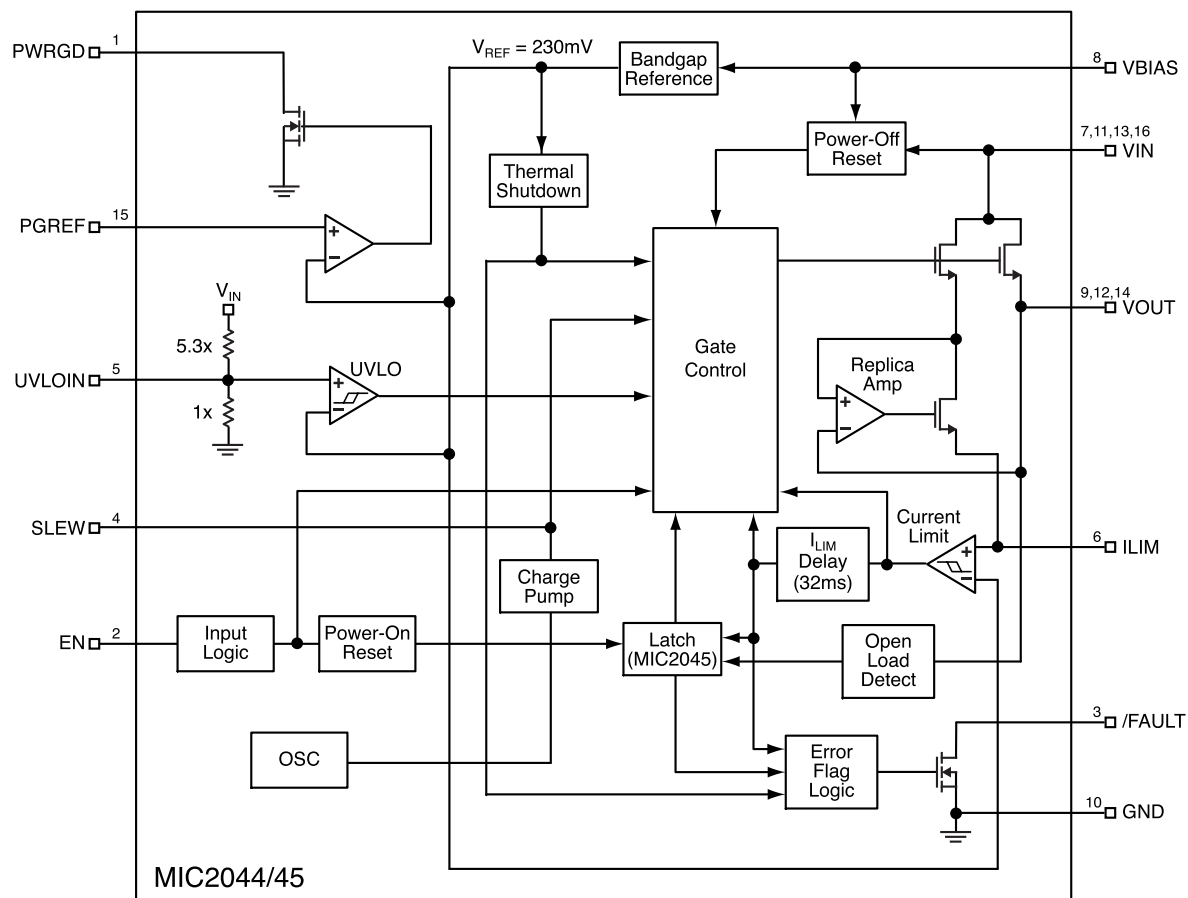 PWRGD
1
V_REF = 230mV
Bandgap
Reference
8
VBIAS
Power-Off
Reset
7,11,13,16
VIN
Thermal
Shutdown
PGREF
15
+
−
V_IN
5.3x
UVLOIN
5
1x
UVLO
+
−
Gate
Control
9,12,14
VOUT
Replica
Amp
+
−
SLEW
4
Charge
Pump
I_LIM
Delay
(32ms)
Current
Limit
+
−
6
ILIM
EN
2
Input
Logic
Power-On
Reset
Latch
(MIC2045)
Open
Load
Detect
OSC
Error
Flag
Logic
3
/FAULT
10
GND
MIC2044/45